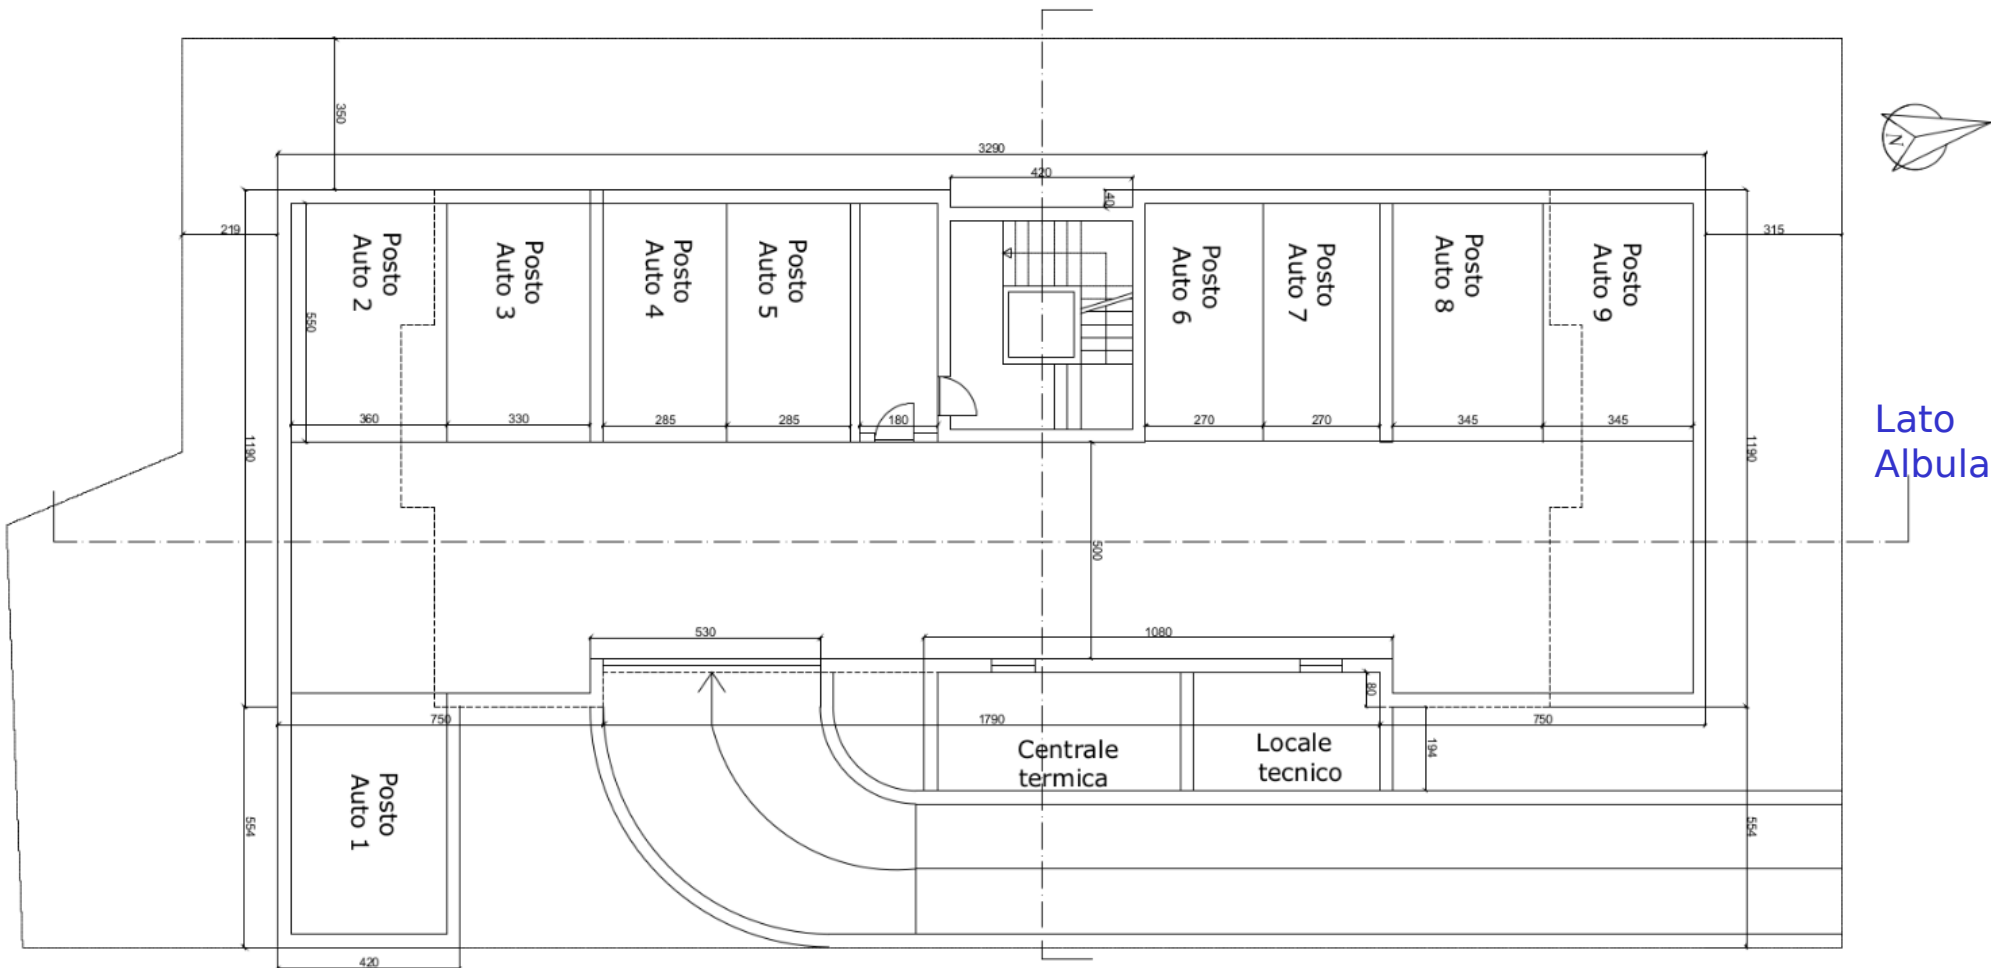 350
3290
420
40
N
219
315
Posto
Auto 2
Posto
Auto 3
Posto
Auto 4
Posto
Auto 5
Posto
Auto 6
Posto
Auto 7
Posto
Auto 8
Posto
Auto 9
550
360
330
285
285
180
270
270
345
345
1190
1190
Lato
Albula
500
530
1080
80
750
1790
750
194
Centrale
termica
Locale
tecnico
Posto
Auto 1
554
554
420